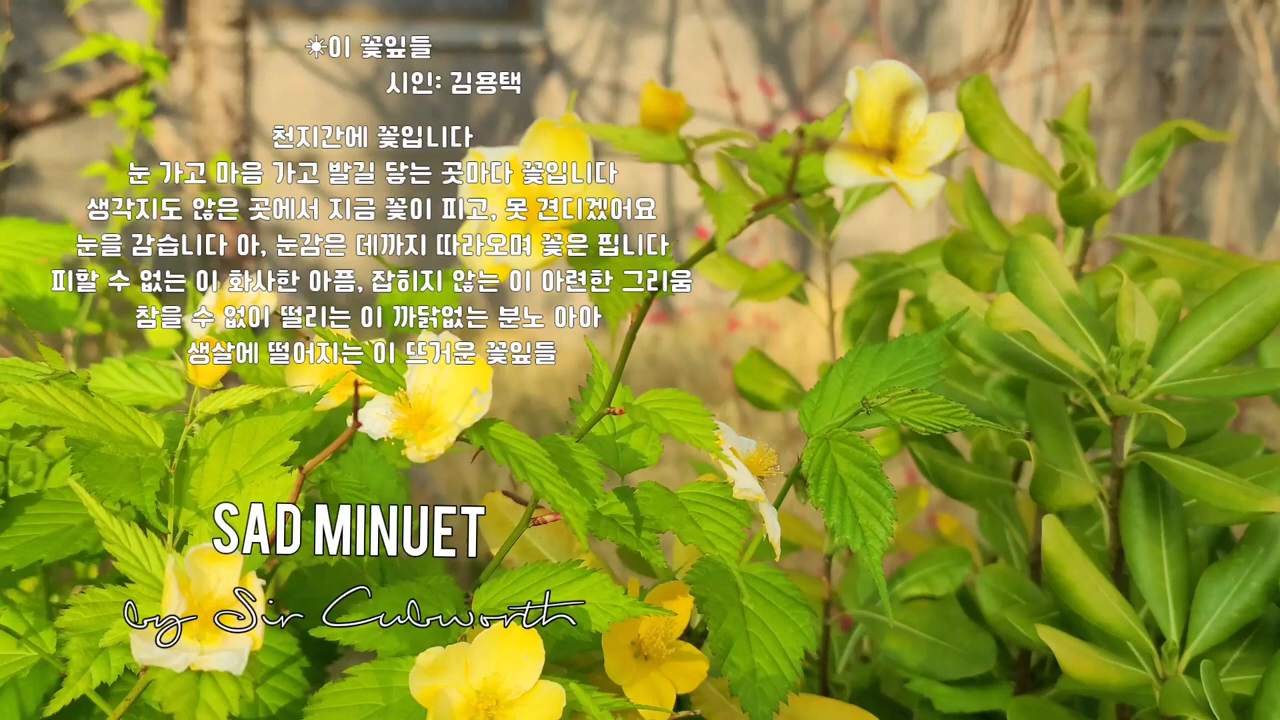 ☀이 꽃잎들
시인: 김용택
천지간에 꽃입니다
눈 가고 마음 가고 발길 닿는 곳마다 꽃입니다
생각지도 않은 곳에서 지금 꽃이 피고, 못 견디겠어요
눈을 감습니다 아, 눈감은 데까지 따라오며 꽃은 핍니다
피할 수 없는 이 화사한 아픔, 잡히지 않는 이 아련한 그리움
참을 수 없이 떨리는 이 까닭없는 분노 아아
생살에 떨어지는 이 뜨거운 꽃잎들
SAD MINUET
by Sir Cubworth